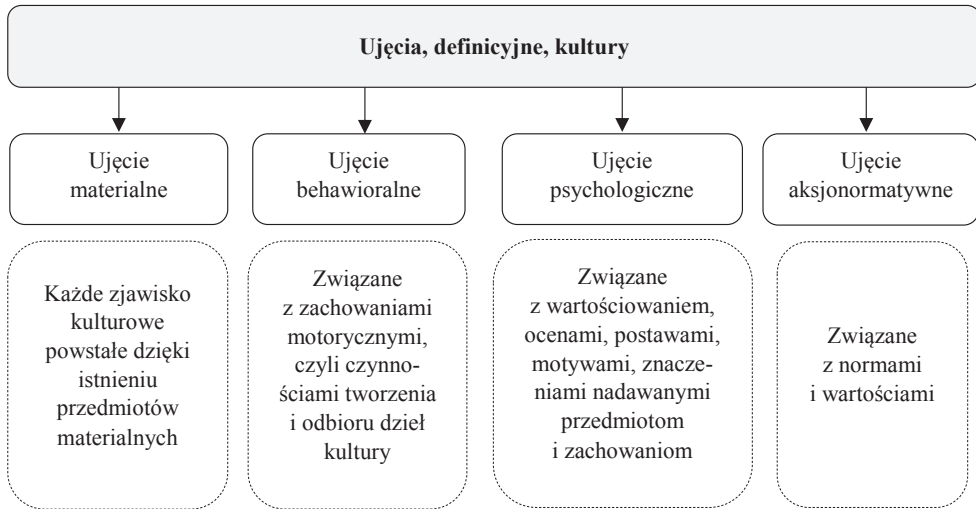 Ujęcia, definicyjne, kultury
Ujęcie
materialne
Ujęcie
behawioralne
Ujęcie
psychologiczne
Ujęcie
aksjonormatywne
Każde zjawisko
kulturowe
powstałe dzięki
istnieniu
przedmiotów
materialnych
Związane
z zachowaniami
motorycznymi,
czyli czynno-
ściami tworzenia
i odbioru dzieł
kultury
Związane
z wartościowaniem,
ocenami, postawami,
motywami, znacze-
niami nadawanymi
przedmiotom
i zachowaniom
Związane
z normami
i wartościami